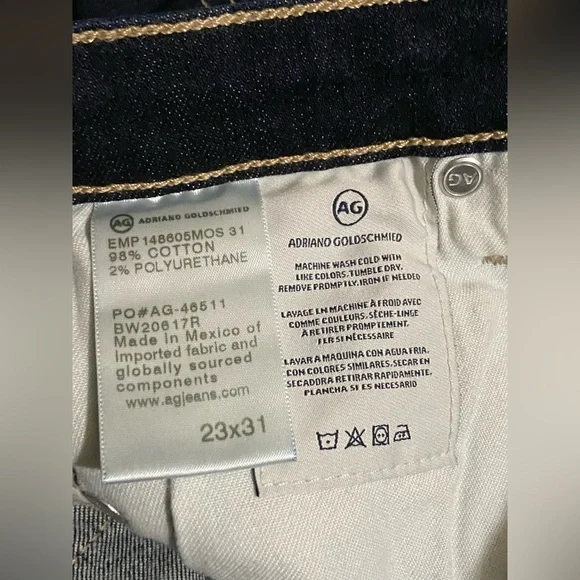 AG ADRIANO GOLDSCHMIED
EMP148605MOS 31
98% COTTON
2% POLYURETHANE
PO#AG-46511
BW20617R
Made in Mexico of
Imported fabric and
globally sourced
components
www.agjeans.com
23x31
AG
ADRIANO GOLDSCHMIED
MACHINE WASH COLD WITH
LIKE COLORS. TUMBLE DRY.
REMOVE PROMPTLY. IRON IF NEEDED
LAVAGE EN MACHINE À FROID AVEC
COMME COULEURS. SÈCHE-LINGE
À RETIRER PROMPTEMENT.
FER SI NÉCESSAIRE
LAVAR A MAQUINA CON AGUA FRIA.
CON COLORES SIMILARES. SECAR EN
SECADORA RETIRAR RAPIDAMENTE.
PLANCHA SI ES NECESARIO
AG